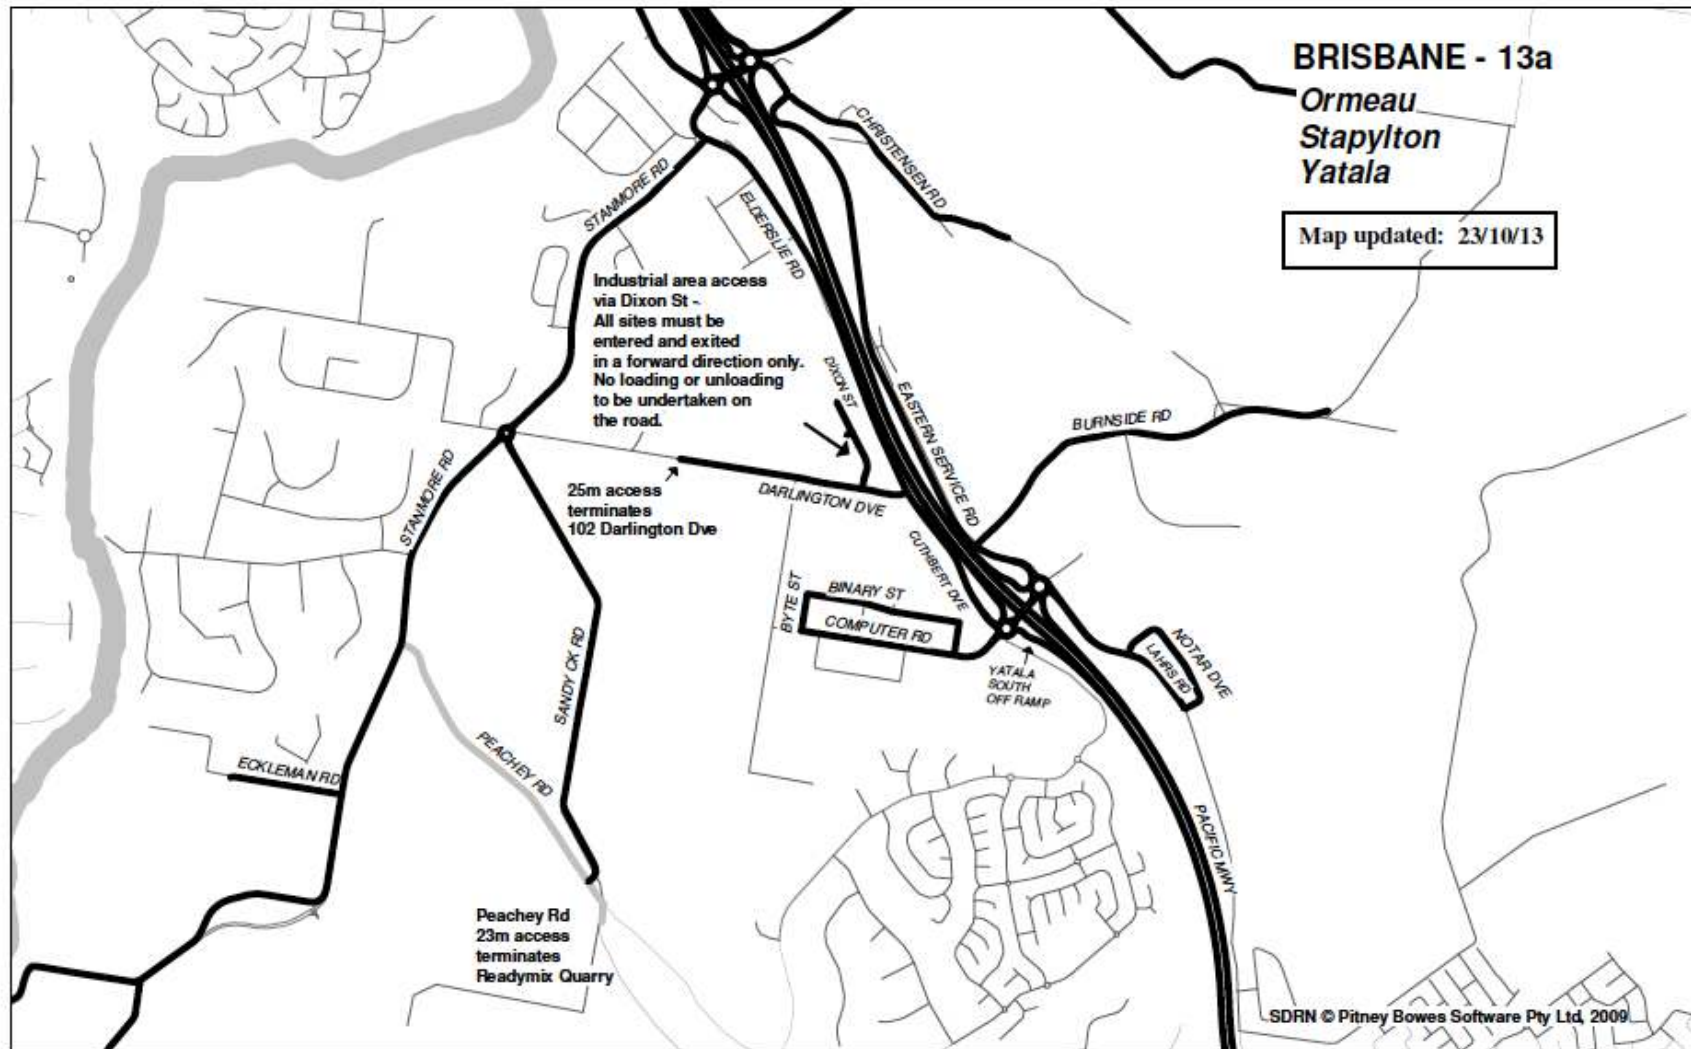 BRISBANE - 13a
Ormeau
Stapylton
Yatala
Map updated: 23/10/13
CHRISTENSEN RD
STANMORE RD
ELDERSLIE RD
Industrial area access
via Dixon St -
All sites must be
entered and exited
in a forward direction only.
No loading or unloading
to be undertaken on
the road.
DIXON ST
EASTERN SERVICE RD
BURNSIDE RD
STANMORE RD
25m access
terminates
102 Darlington Dve
DARLINGTON DVE
CUTHBERT DVE
BYTE ST
BINARY ST
COMPUTER RD
YATALA
SOUTH
OFF RAMP
NOTAR DVE
LAHRS RD
SANDY CK RD
PEACHEY RD
ECKLEMAN RD
PACIFIC MWY
Peachey Rd
23m access
terminates
Readymix Quarry
SDRN © Pitney Bowes Software Pty Ltd, 2009